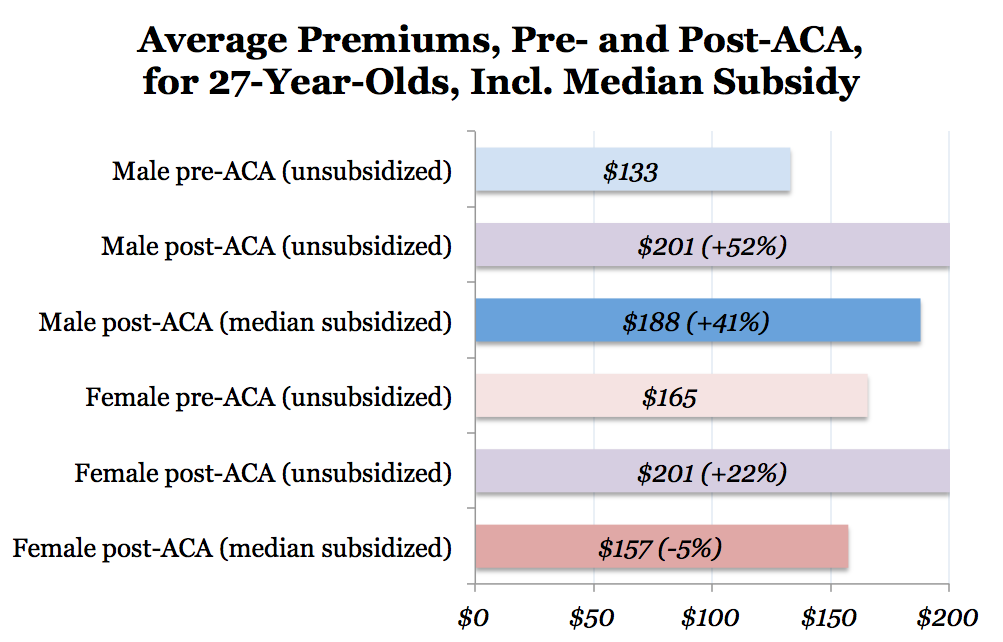 Average Premiums, Pre- and Post-ACA,
for 27-Year-Olds, Incl. Median Subsidy
Male pre-ACA (unsubsidized)
$133
Male post-ACA (unsubsidized)
$201 (+52%)
Male post-ACA (median subsidized)
$188 (+41%)
Female pre-ACA (unsubsidized)
$165
Female post-ACA (unsubsidized)
$201 (+22%)
Female post-ACA (median subsidized)
$157 (-5%)
$0 $50 $100 $150 $200